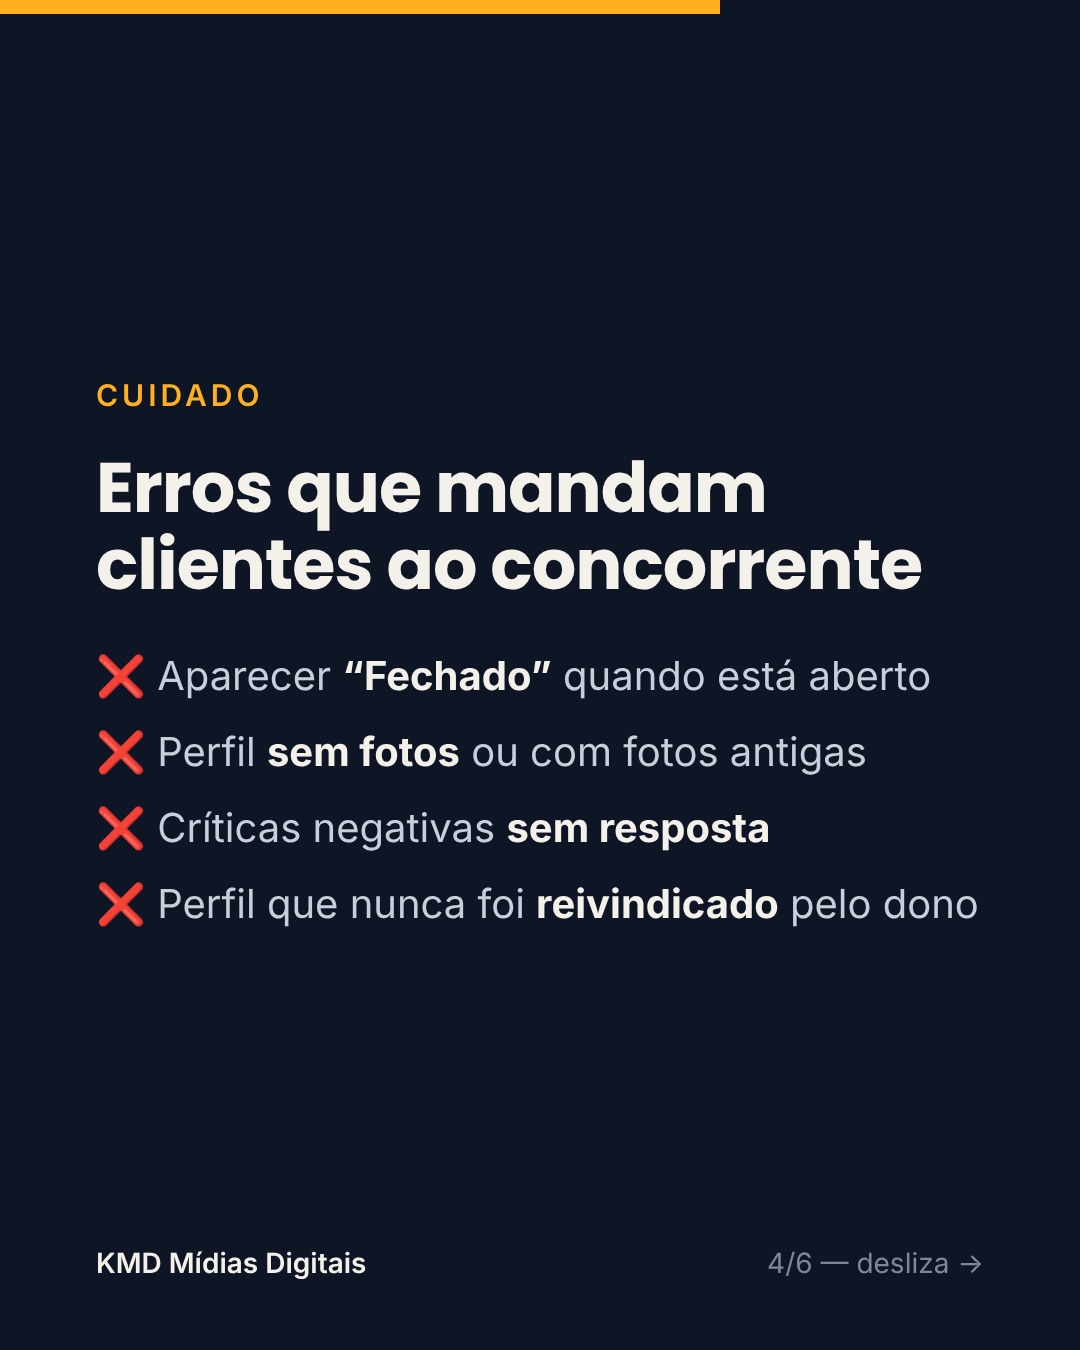 CUIDADO
Erros que mandam
clientes ao concorrente
❌ Aparecer “Fechado” quando está aberto
❌ Perfil sem fotos ou com fotos antigas
❌ Críticas negativas sem resposta
❌ Perfil que nunca foi reivindicado pelo dono
KMD Mídias Digitais
4/6 — desliza →